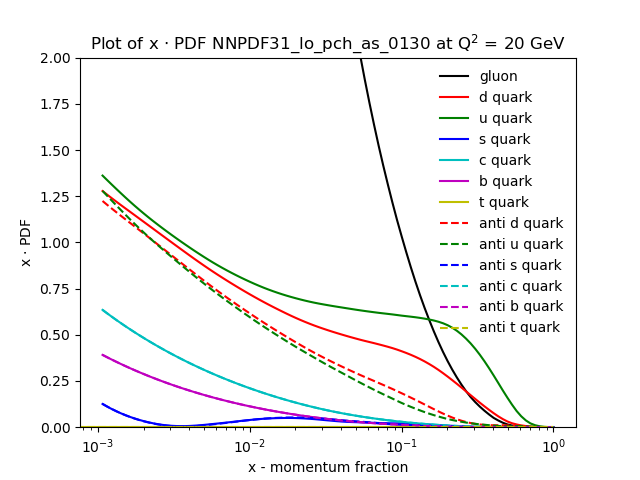 Plot of x · PDF NNPDF31_lo_pch_as_0130 at Q² = 20 GeV
2.00
1.75
1.50
1.25
1.00
0.75
0.50
0.25
0.00
x · PDF
gluon
d quark
u quark
s quark
c quark
b quark
t quark
anti d quark
anti u quark
anti s quark
anti c quark
anti b quark
anti t quark
10⁻³ 10⁻² 10⁻¹ 10⁰
x - momentum fraction